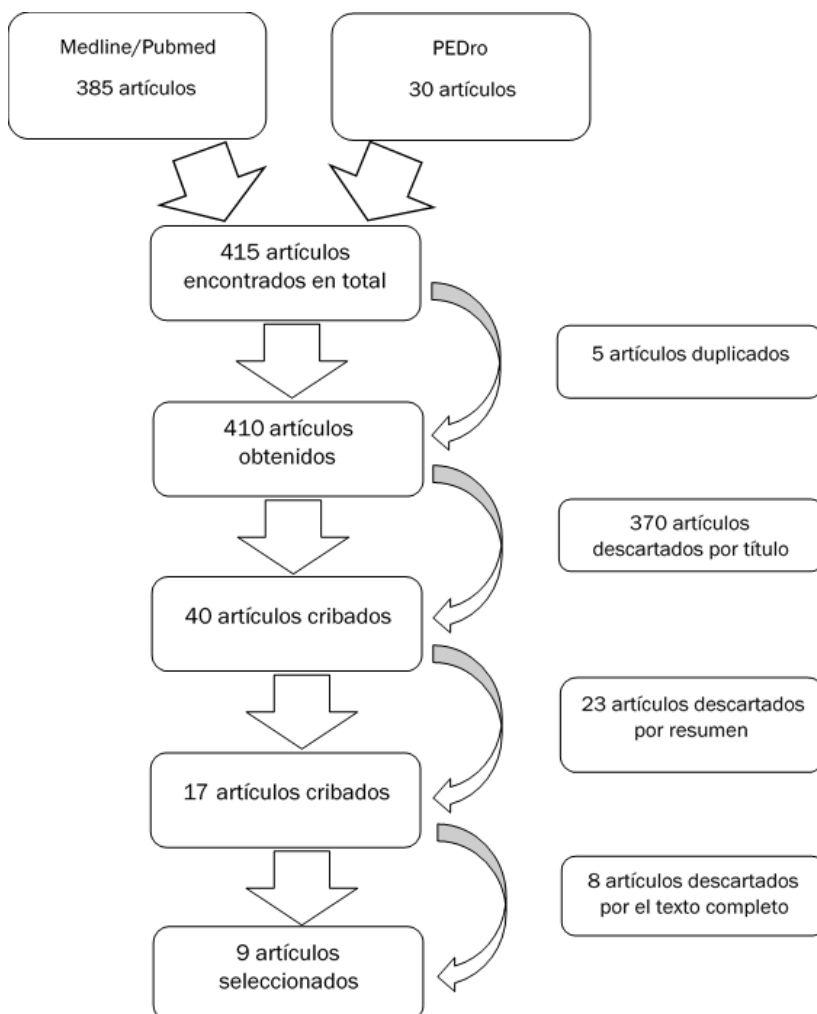 Medline/Pubmed
385 artículos
PEDro
30 artículos
415 artículos
encontrados en total
5 artículos duplicados
410 artículos
obtenidos
370 artículos
descartados por título
40 artículos cribados
23 artículos descartados
por resumen
17 artículos cribados
8 artículos descartados
por el texto completo
9 artículos
seleccionados